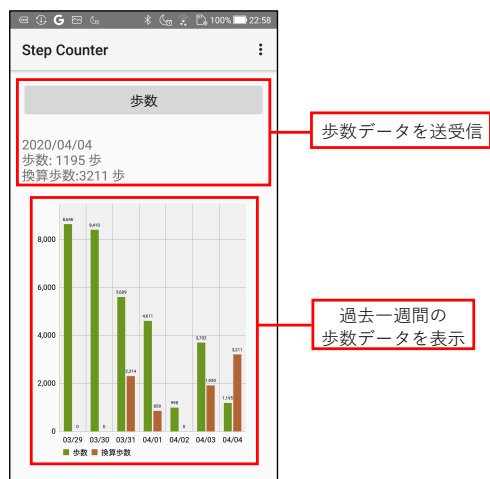 G 100% 22:58
Step Counter
歩数
2020/04/04
歩数: 1195 歩
換算歩数:3211 歩
歩数データを送受信
8,646
8,410
8,000
6,000
5,609
4,611
4,000
3,702
3,211
2,314
2,000
1,920
1,195
998
859
0
0
0
0
03/29 03/30 03/31 04/01 04/02 04/03 04/04
歩数 換算歩数
過去一週間の
歩数データを表示